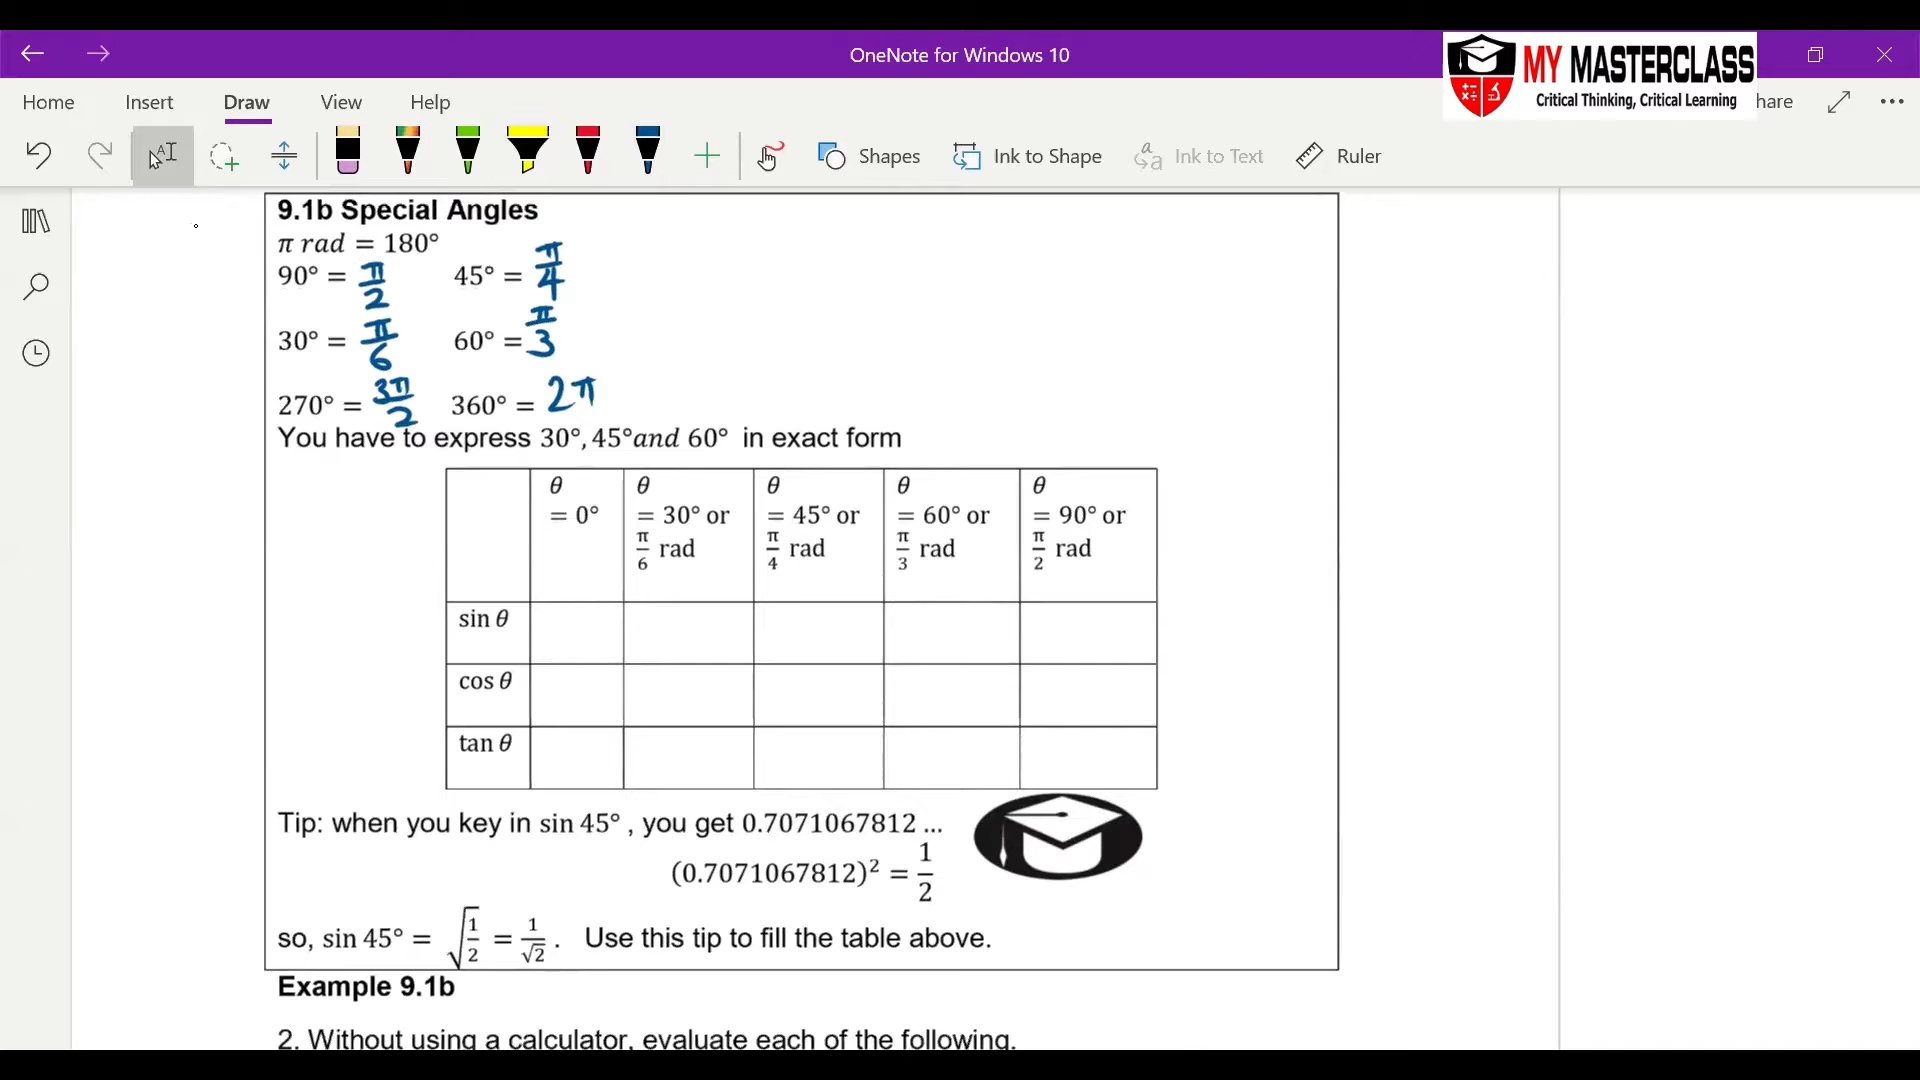 OneNote for Windows 10
MY MASTERCLASS
Critical Thinking, Critical Learning
Home Insert Draw View Help hare
Shapes Ink to Shape Ink to Text Ruler
9.1b Special Angles
π rad = 180°
90° = π/2 45° = π/4
30° = π/6 60° = π/3
270° = 3π/2 360° = 2π
You have to express 30°, 45° and 60° in exact form
θ = 0° θ = 30° or π/6 rad θ = 45° or π/4 rad θ = 60° or π/3 rad θ = 90° or π/2 rad
sin θ
cos θ
tan θ
Tip: when you key in sin 45° , you get 0.7071067812 ...
(0.7071067812)² = 1/2
so, sin 45° = √(1/2) = 1/√2 . Use this tip to fill the table above.
Example 9.1b
2. Without using a calculator, evaluate each of the following.